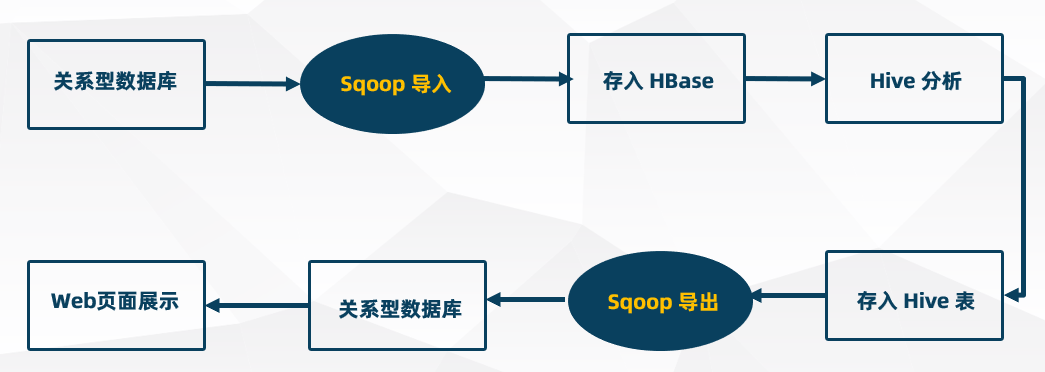 关系型数据库
Sqoop 导入
存入 HBase
Hive 分析
存入 Hive 表
Sqoop 导出
关系型数据库
Web页面展示